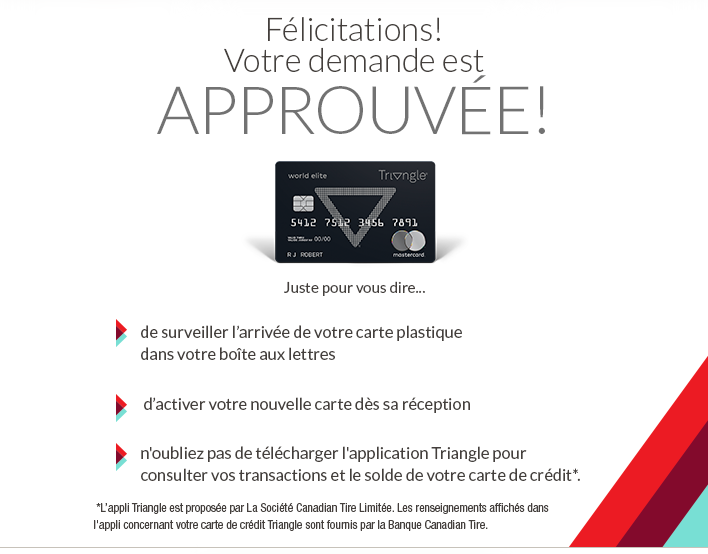 Félicitations!
Votre demande est
APPROUVÉE!
world elite
Triangle
5412 7512 3456 7891
00/00
R J ROBERT
mastercard
Juste pour vous dire...
de surveiller l’arrivée de votre carte plastique
dans votre boîte aux lettres
d’activer votre nouvelle carte dès sa réception
n'oubliez pas de télécharger l'application Triangle pour
consulter vos transactions et le solde de votre carte de crédit*.
*L’appli Triangle est proposée par La Société Canadian Tire Limitée. Les renseignements affichés dans
l'appli concernant votre carte de crédit Triangle sont fournis par la Banque Canadian Tire.